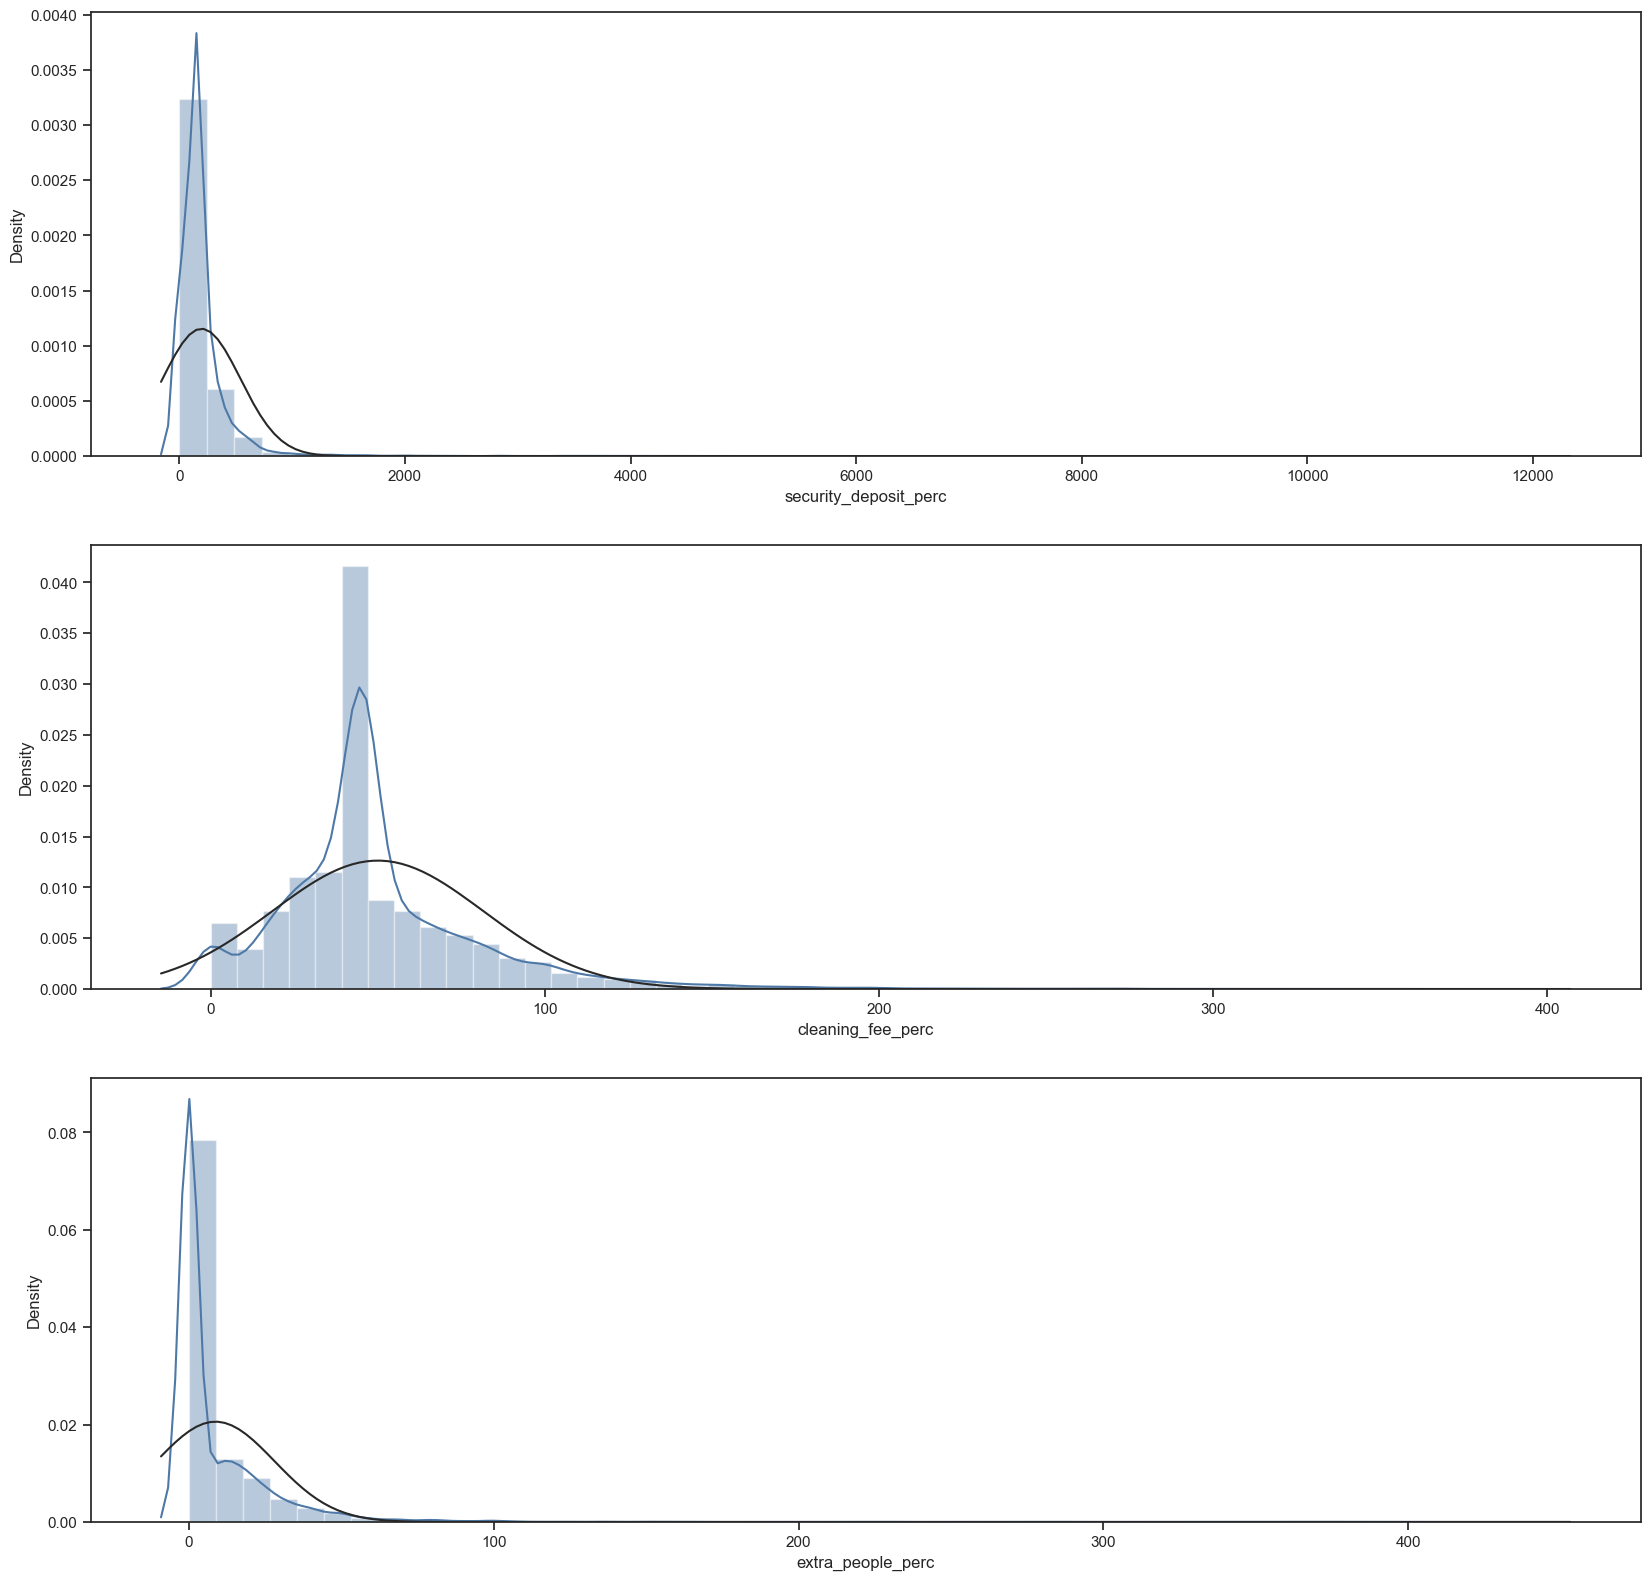 0.0040
0.0035
0.0030
0.0025
0.0020
0.0015
0.0010
0.0005
0.0000
Density
0 2000 4000 6000 8000 10000 12000
security_deposit_perc
0.040
0.035
0.030
0.025
0.020
0.015
0.010
0.005
0.000
Density
0 100 200 300 400
cleaning_fee_perc
0.08
0.06
0.04
0.02
0.00
Density
0 100 200 300 400
extra_people_perc